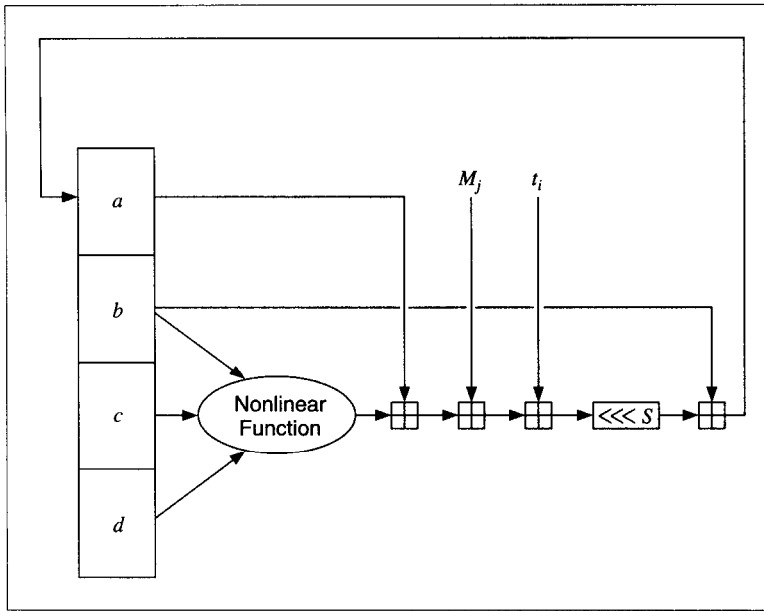 a
M_j
t_i
b
c
Nonlinear
Function
<<< S
d